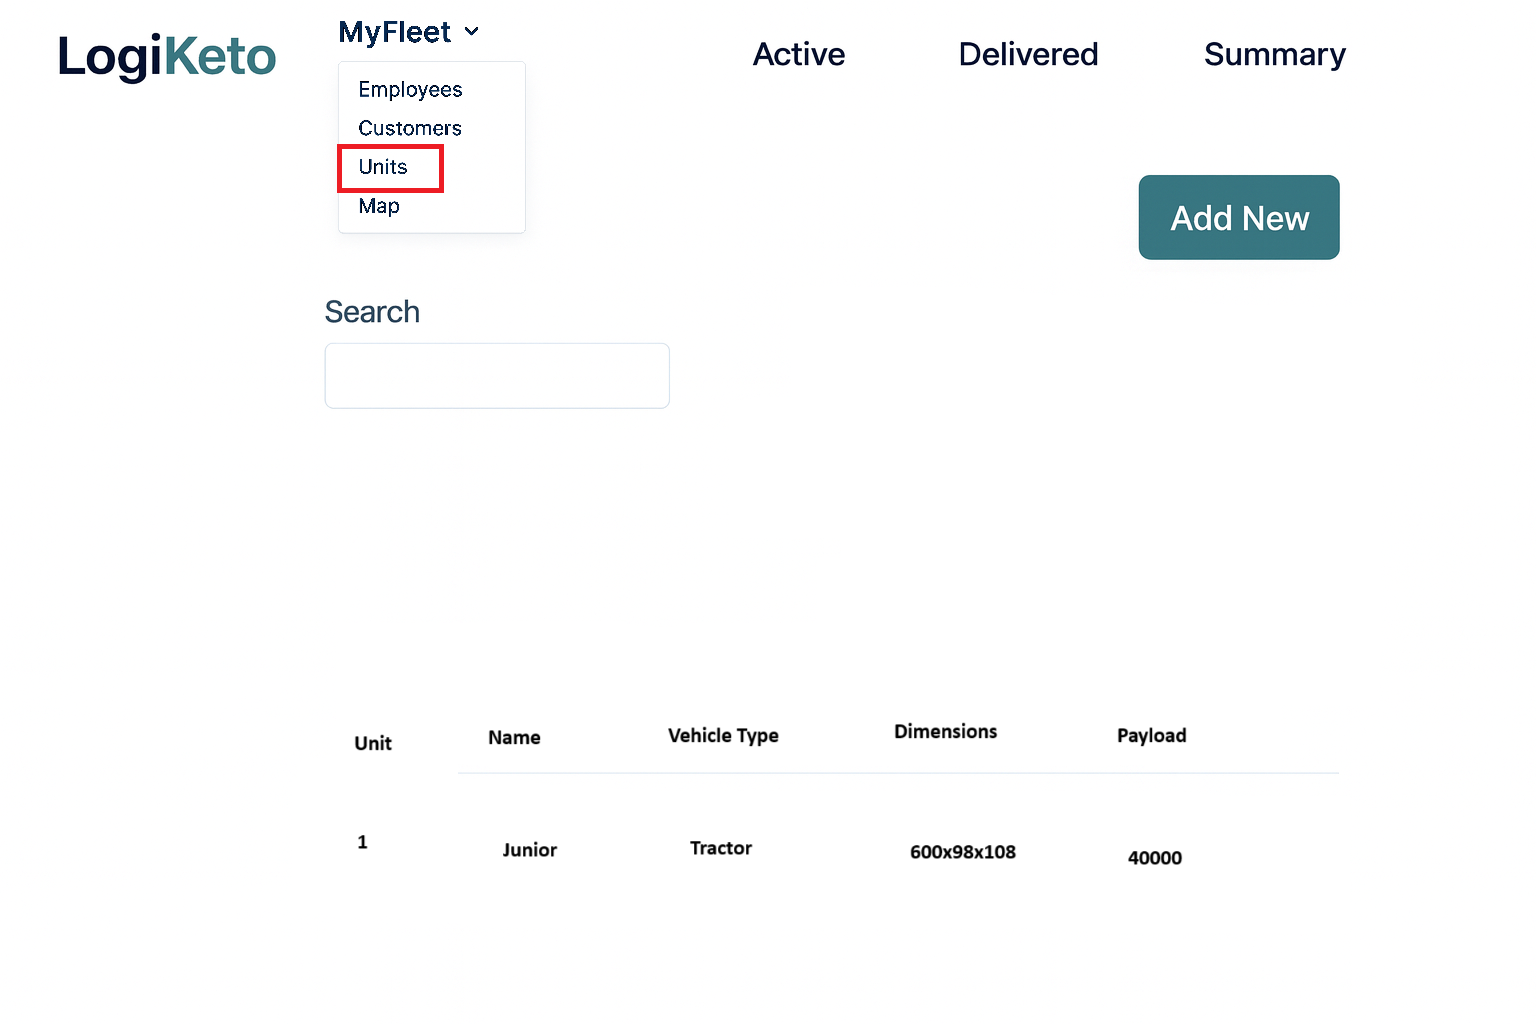 LogiKeto
MyFleet
Active
Delivered
Summary
Employees
Customers
Units
Map
Add New
Search
Unit Name Vehicle Type Dimensions Payload
1 Junior Tractor 600x98x108 40000